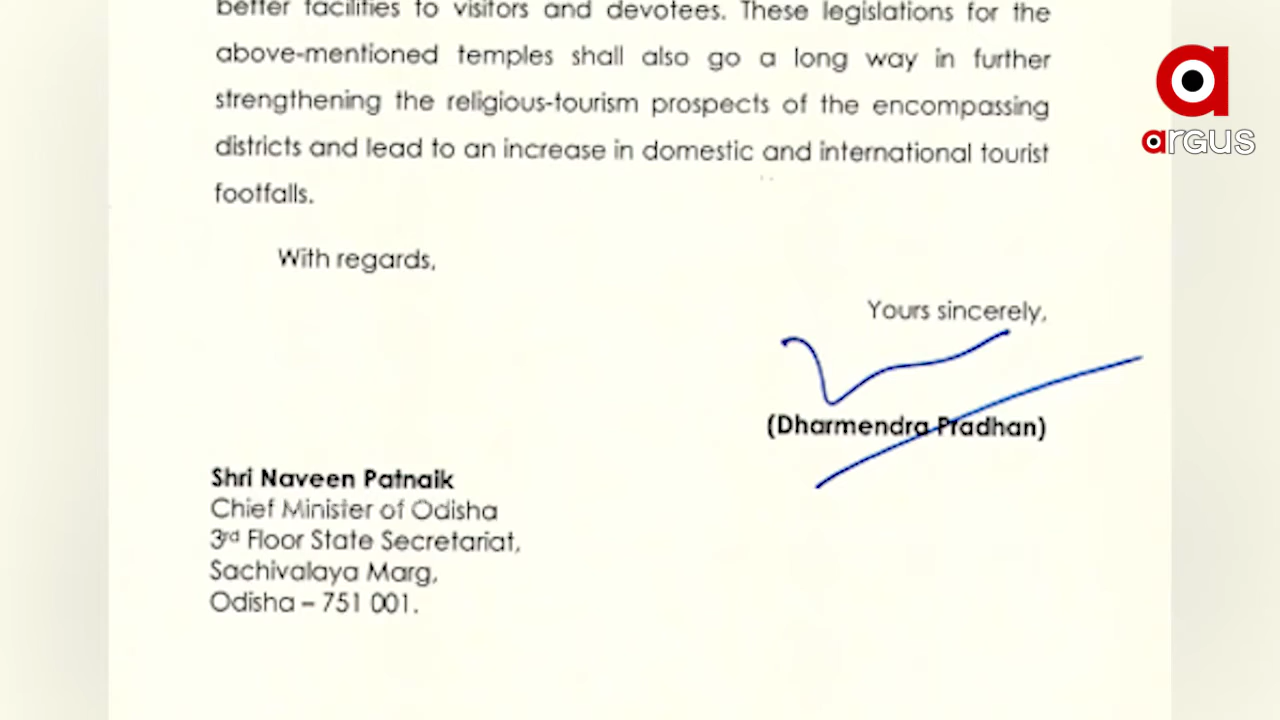 better facilities to visitors and devotees. These legislations for the
above-mentioned temples shall also go a long way in further
strengthening the religious-tourism prospects of the encompassing
districts and lead to an increase in domestic and international tourist
footfalls.
With regards,
Yours sincerely,
(Dharmendra Pradhan)
Shri Naveen Patnaik
Chief Minister of Odisha
3rd Floor State Secretariat,
Sachivalaya Marg,
Odisha – 751 001.
a
argus